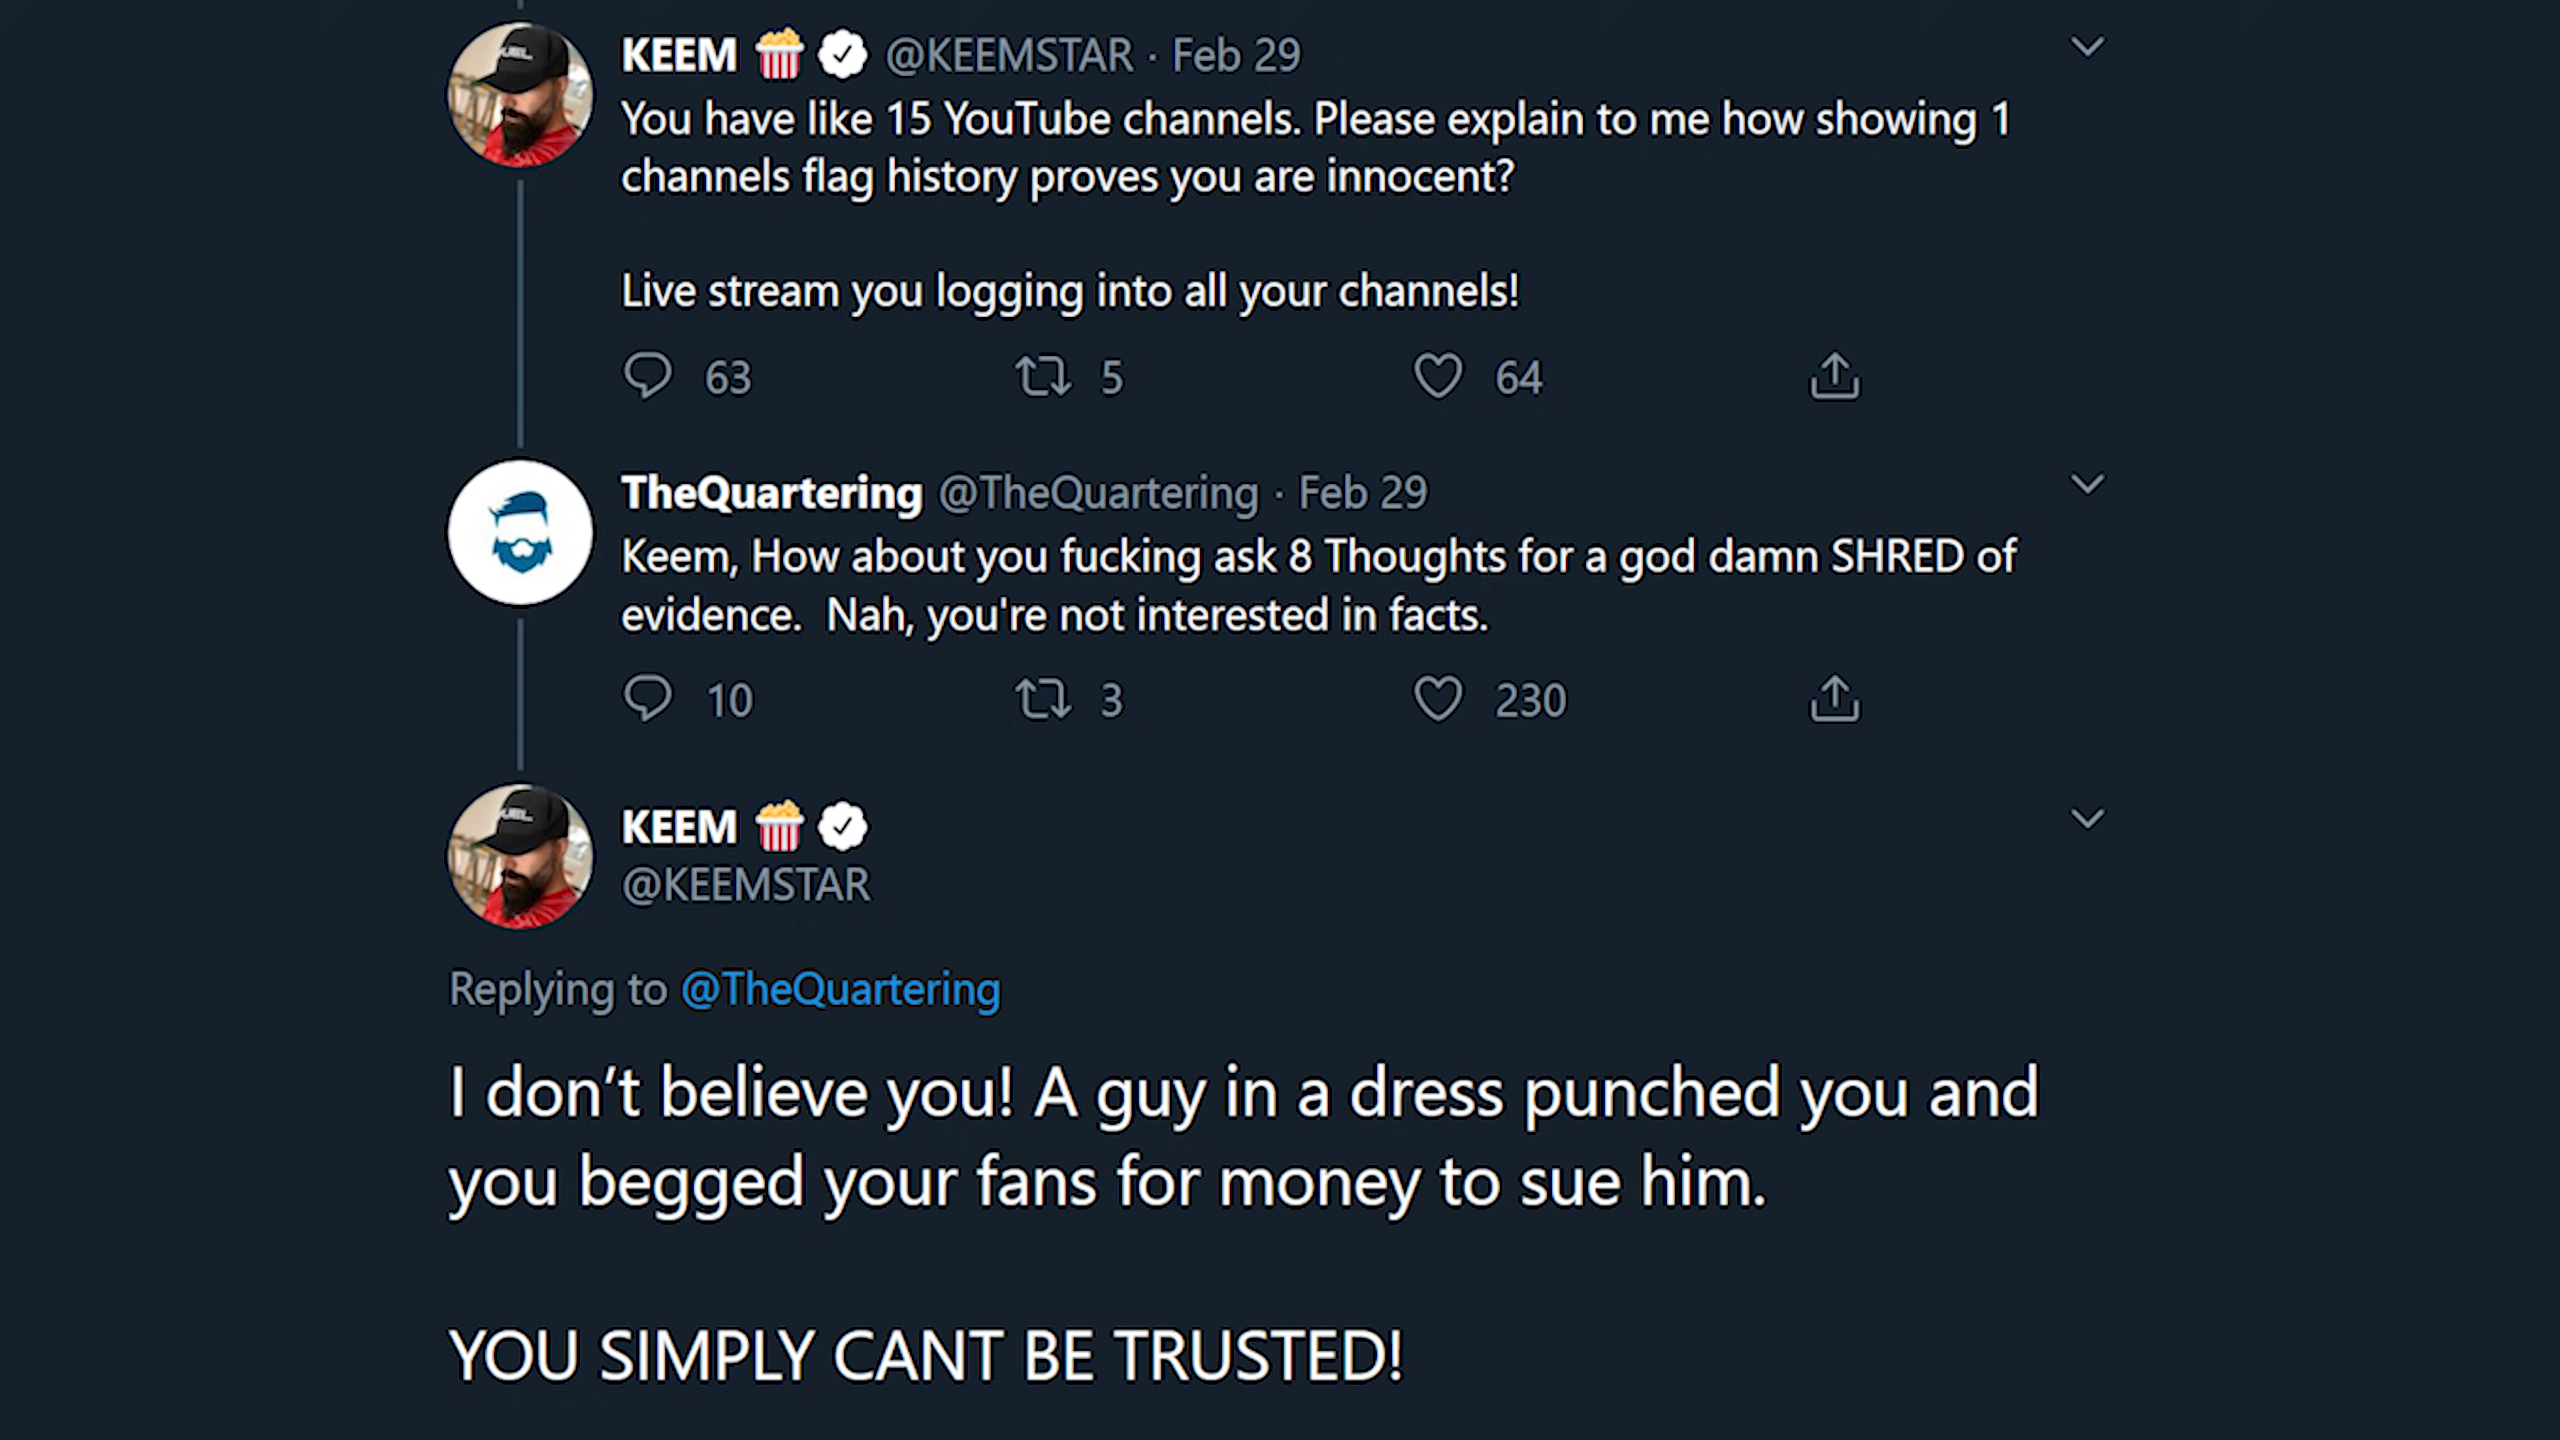 KEEM 🍿 @KEEMSTAR · Feb 29
You have like 15 YouTube channels. Please explain to me how showing 1
channels flag history proves you are innocent?
Live stream you logging into all your channels!
63 5 64
TheQuartering @TheQuartering · Feb 29
Keem, How about you fucking ask 8 Thoughts for a god damn SHRED of
evidence.  Nah, you're not interested in facts.
10 3 230
KEEM 🍿
@KEEMSTAR
Replying to @TheQuartering
I don’t believe you! A guy in a dress punched you and
you begged your fans for money to sue him.
YOU SIMPLY CANT BE TRUSTED!